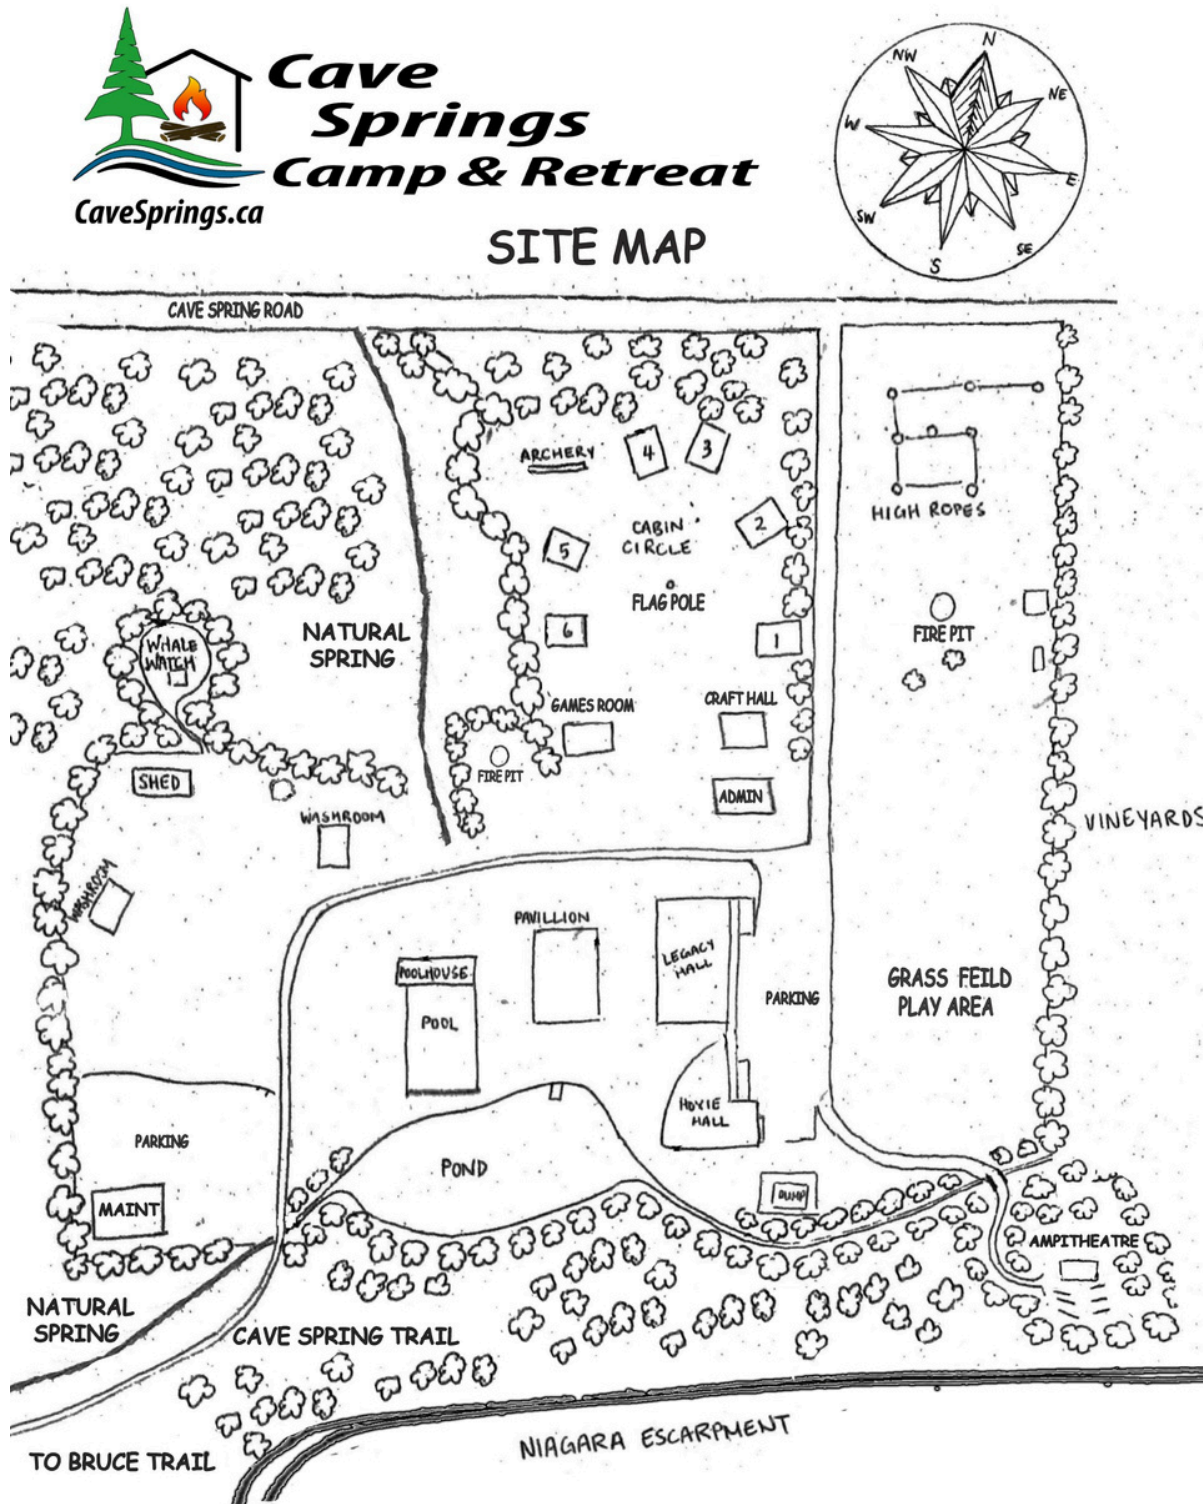 Cave
Springs
Camp & Retreat
CaveSprings.ca
SITE MAP
N
NE
E
SE
S
SW
W
NW
CAVE SPRING ROAD
ARCHERY
4
3
2
CABIN
CIRCLE
5
HIGH ROPES
FLAG POLE
6
1
FIRE PIT
NATURAL
SPRING
WHALE
WATCH
GAMES ROOM
CRAFT HALL
FIRE PIT
SHED
ADMIN
WASHROOM
VINEYARDS
WASHROOM
PAVILLION
LEGACY
HALL
POOLHOUSE
POOL
PARKING
GRASS FEILD
PLAY AREA
HOXIE
HALL
PARKING
POND
MAINT
DUMP
AMPITHEATRE
NATURAL
SPRING
CAVE SPRING TRAIL
NIAGARA ESCARPMENT
TO BRUCE TRAIL